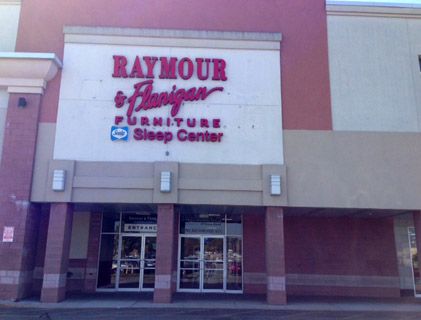 RAYMOUR
& Flanigan
FURNITURE
Sealy Sleep Center
ENTRANCE